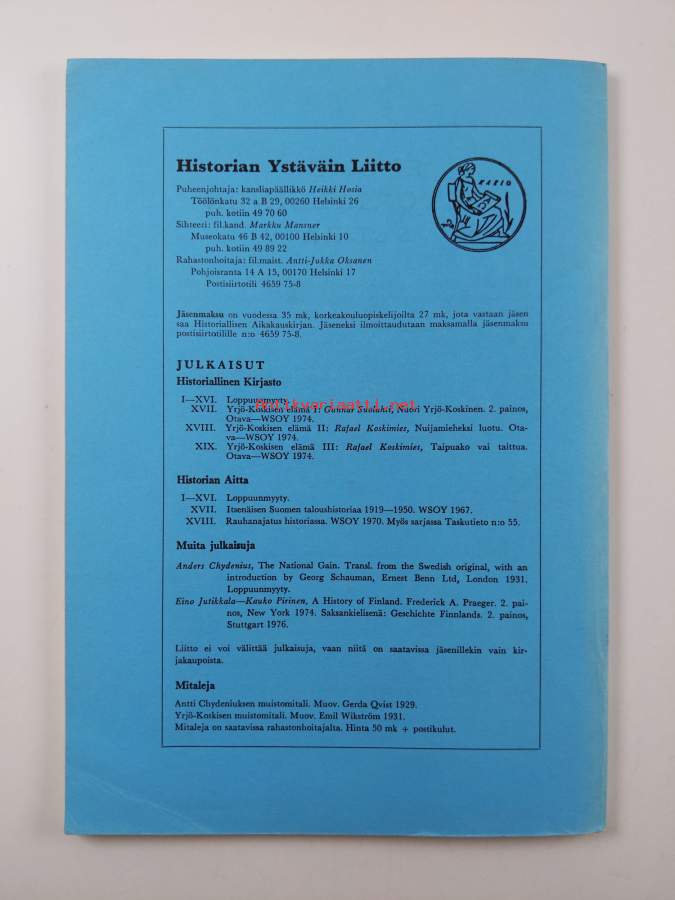 Historian Ystäväin Liitto
KLEIO
Puheenjohtaja: kansliapäällikkö Heikki Hosia
Töölönkatu 32 a B 29, 00260 Helsinki 26
puh. kotiin 49 70 60
Sihteeri: fil.kand. Markku Mansner
Museokatu 46 B 42, 00100 Helsinki 10
puh. kotiin 49 89 22
Rahastonhoitaja: fil.maist. Antti-Jukka Oksanen
Pohjoisranta 14 A 15, 00170 Helsinki 17
Postisiirtotili 4659 75-8
Jäsenmaksu on vuodessa 35 mk, korkeakouluopiskelijoilta 27 mk, jota vastaan jäsen
saa Historiallisen Aikakauskirjan. Jäseneksi ilmoittaudutaan maksamalla jäsenmaksu
postisiirtotilille n:o 4659 75-8.
JULKAISUT
Historiallinen Kirjasto
I—XVI. Loppuunmyyty.
Antikvariaatti.net
XVII. Yrjö-Koskisen elämä I: Gunnar Suolahti, Nuori Yrjö-Koskinen. 2. painos,
Otava—WSOY 1974.
XVIII. Yrjö-Koskisen elämä II: Rafael Koskimies, Nuijamieheksi luotu. Ota-
va—WSOY 1974.
XIX. Yrjö-Koskisen elämä III: Rafael Koskimies, Taipuako vai taittua.
Otava—WSOY 1974.
Historian Aitta
I—XVI. Loppuunmyyty.
XVII. Itsenäisen Suomen taloushistoriaa 1919—1950. WSOY 1967.
XVIII. Rauhanajatus historiassa. WSOY 1970. Myös sarjassa Taskutieto n:o 55.
Muita julkaisuja
Anders Chydenius, The National Gain. Transl. from the Swedish original, with an
introduction by Georg Schauman, Ernest Benn Ltd, London 1931.
Loppuunmyyty.
Eino Jutikkala—Kauko Pirinen, A History of Finland. Frederick A. Praeger. 2. pai-
nos, New York 1974. Saksankielisenä: Geschichte Finnlands. 2. painos,
Stuttgart 1976.
Liitto ei voi välittää julkaisuja, vaan niitä on saatavissa jäsenillekin vain kir-
jakaupoista.
Mitaleja
Antti Chydeniuksen muistomitali. Muov. Gerda Qvist 1929.
Yrjö-Koskisen muistomitali. Muov. Emil Wikström 1931.
Mitaleja on saatavissa rahastonhoitajalta. Hinta 50 mk + postikulut.